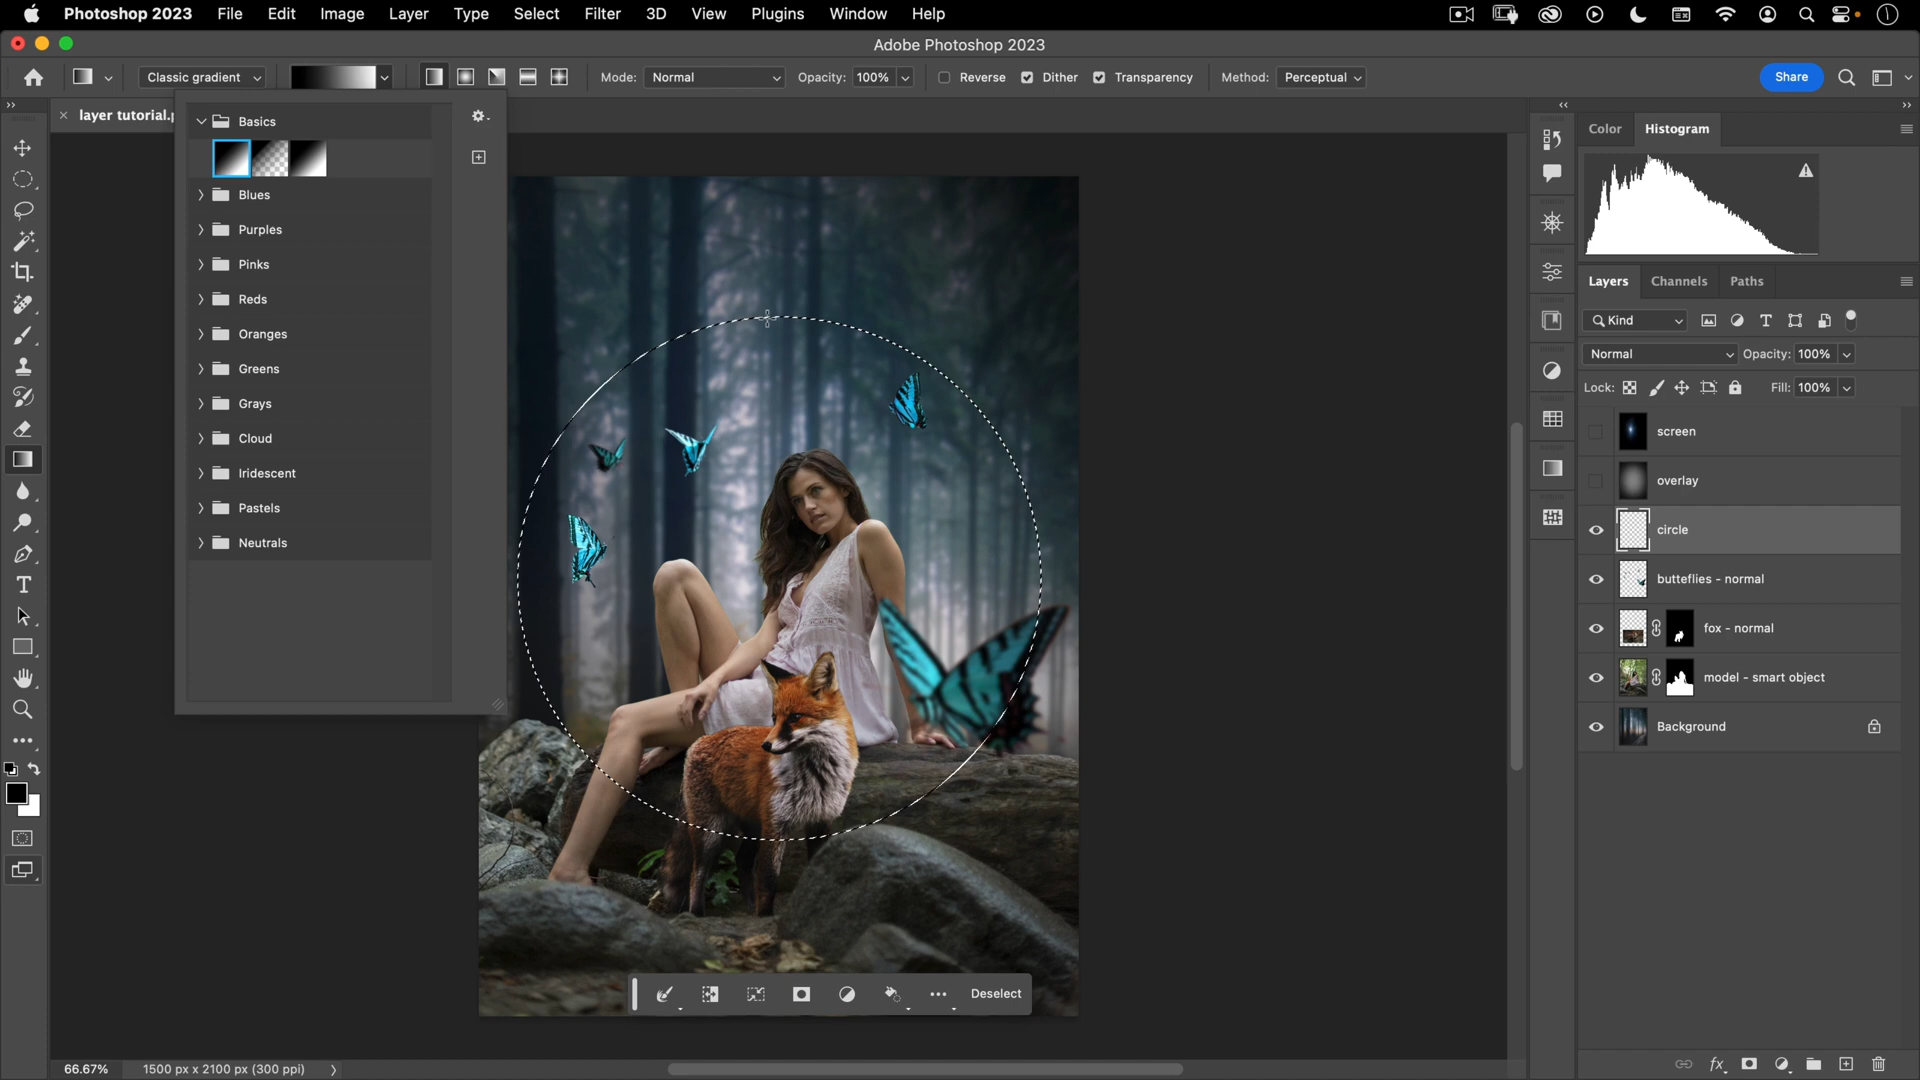 Photoshop 2023 File Edit Image Layer Type Select Filter 3D View Plugins Window Help
Adobe Photoshop 2023
Classic gradient Mode: Normal Opacity: 100% Reverse Dither Transparency Method: Perceptual Share
layer tutorial.p
Basics
Blues
Purples
Pinks
Reds
Oranges
Greens
Grays
Cloud
Iridescent
Pastels
Neutrals
Color Histogram
Layers Channels Paths
Kind
Normal Opacity: 100%
Lock: Fill: 100%
screen
overlay
circle
butteflies - normal
fox - normal
model - smart object
Background
Deselect
66.67% 1500 px x 2100 px (300 ppi)
fx